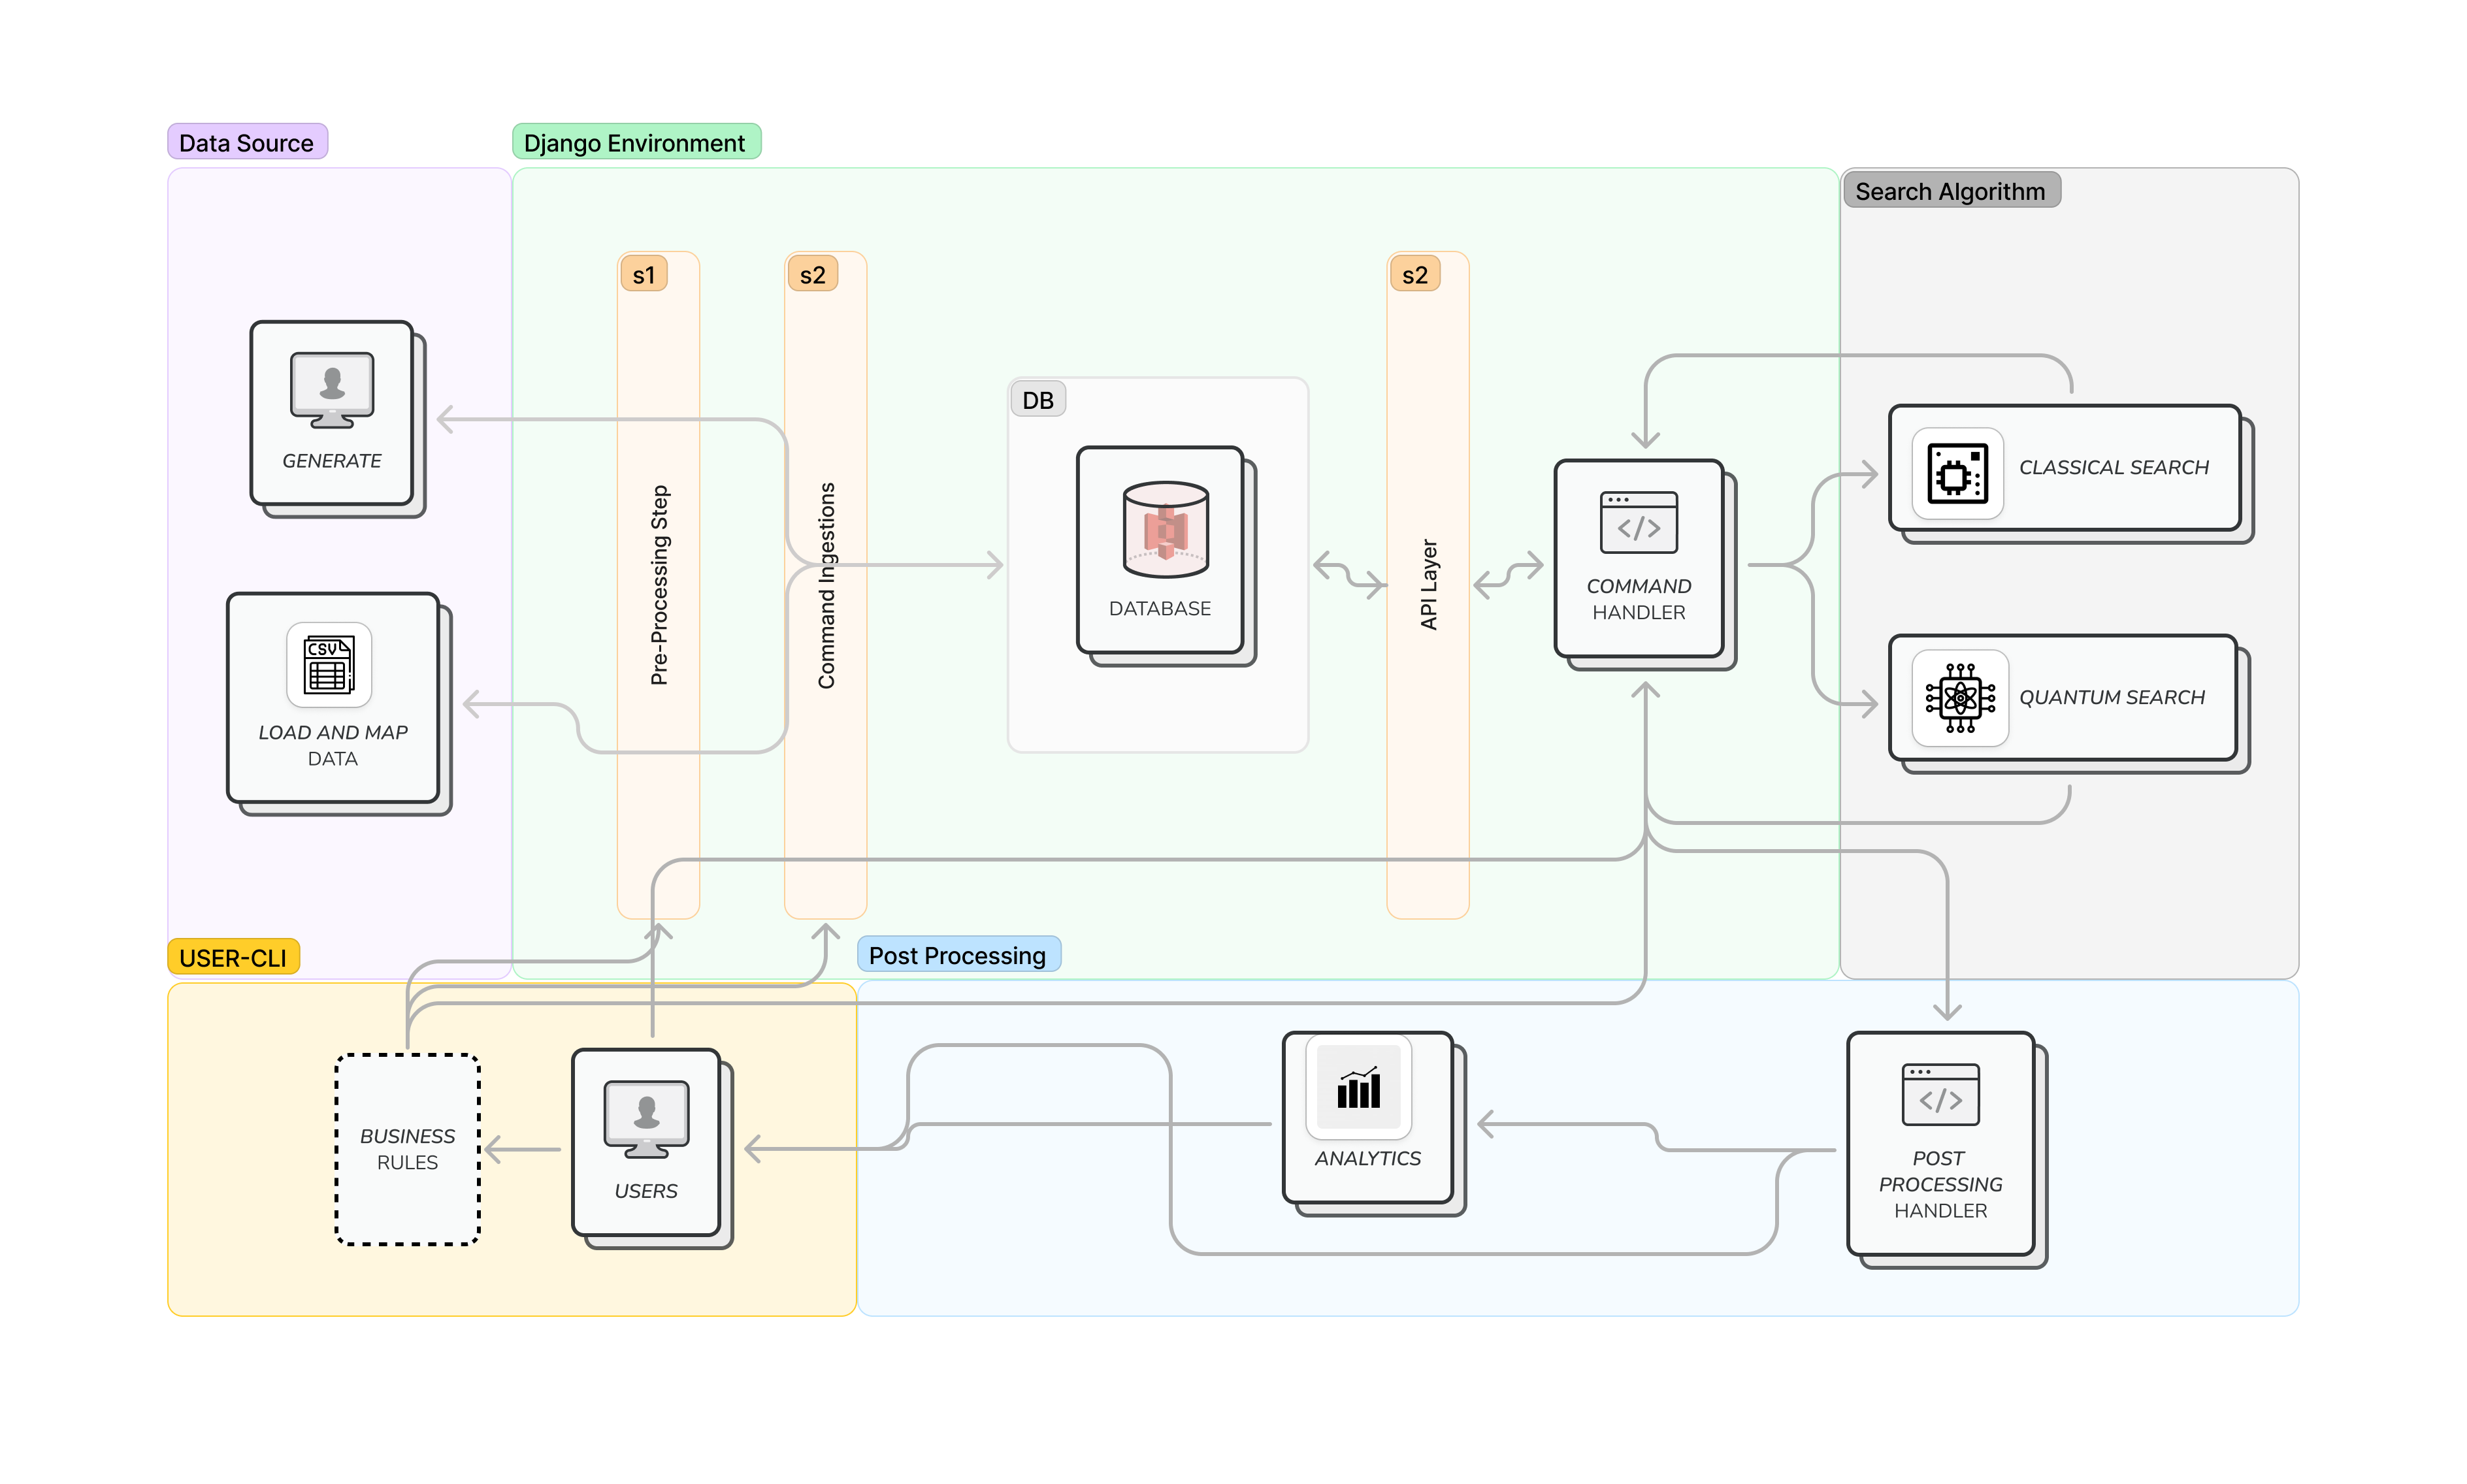 Data Source
Django Environment
Search Algorithm
s1
s2
s2
Pre-Processing Step
Command Ingestions
API Layer
GENERATE
CSV
LOAD AND MAP
DATA
DB
DATABASE
COMMAND
HANDLER
CLASSICAL SEARCH
QUANTUM SEARCH
USER-CLI
Post Processing
BUSINESS
RULES
USERS
ANALYTICS
POST
PROCESSING
HANDLER